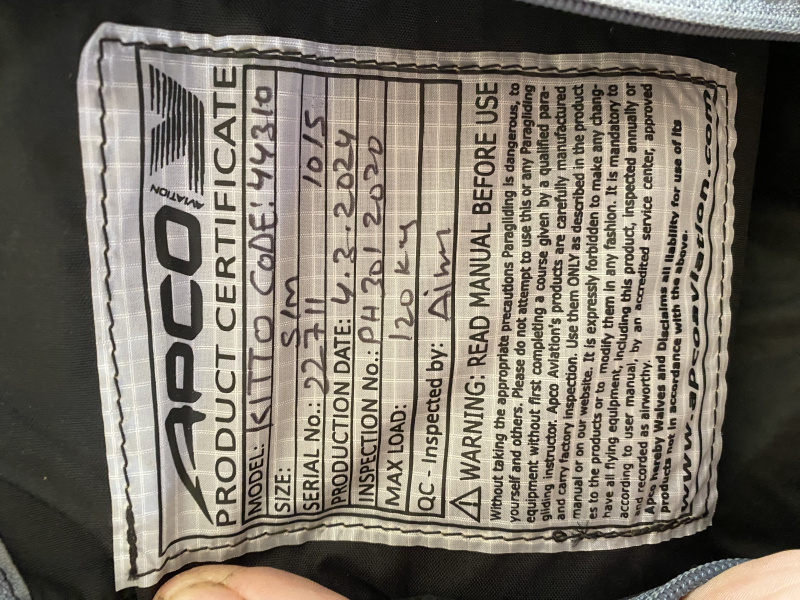 APCO AVIATION
PRODUCT CERTIFICATE
MODEL: KITTO CODE: 44310
SIZE: S/M
SERIAL No.: 22711 1015
PRODUCTION DATE: 4.3.2024
INSPECTION No.: PH 301 2020
MAX LOAD: 120 kg
QC - Inspected by:
WARNING: READ MANUAL BEFORE USE
Without taking the appropriate precautions Paragliding is dangerous, to
yourself and others. Please do not attempt to use this or any Paragliding
equipment without first completing a course given by a qualified para-
gliding instructor. Apco Aviation's products are carefully manufactured
and carry factory inspection. Use them ONLY as described in the product
manual or on our website. It is expressly forbidden to make any chang-
es to the products or to modify them in any fashion. It is mandatory to
have all flying equipment, including this product, inspected annually or
according to user manual, by an accredited service center, approved
and recorded as airworthy.
Apco hereby Waives and Disclaims all liability for use of its
products not in accordance with the above.
www.apcoaviation.com